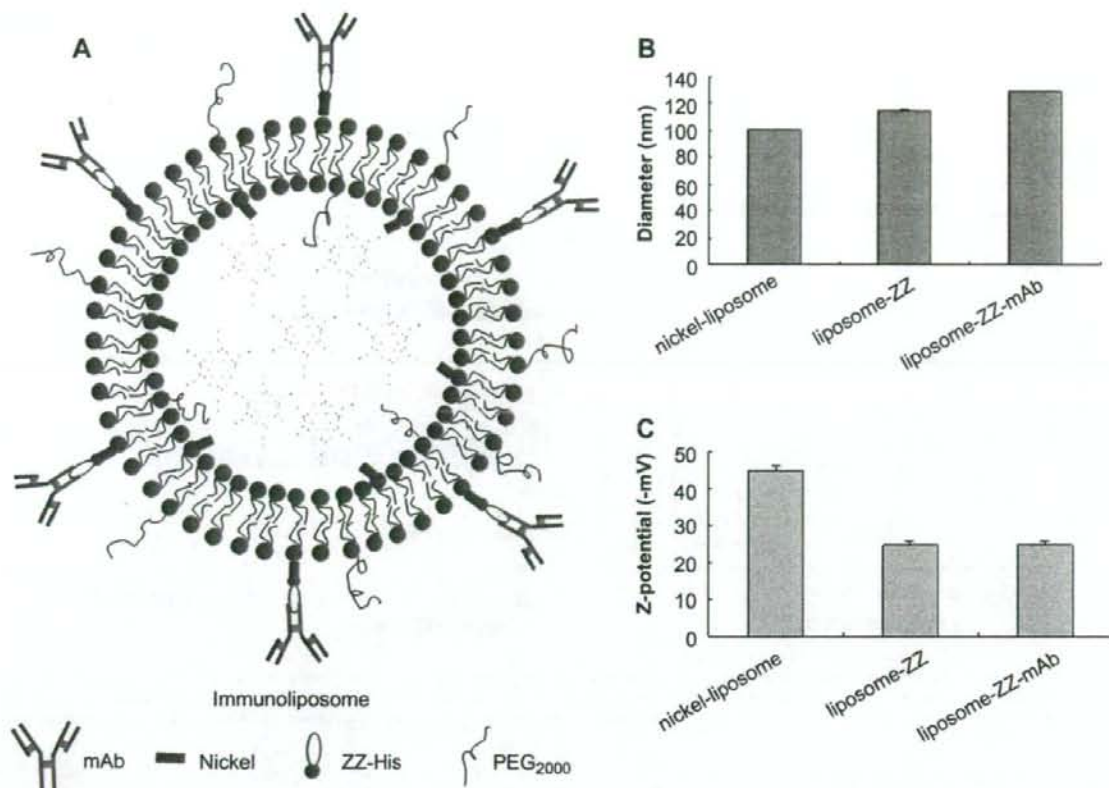 A
Immunoliposome
mAb
Nickel
ZZ-His
PEG2000
B
Diameter (nm)
140
120
100
80
60
40
120
0
nickel-liposome
liposome-ZZ
liposome-ZZ-mAb
C
Z-potential (-mV)
50
40
30
20
10
0
nickel-liposome
liposome-ZZ
liposome-ZZ-mAb